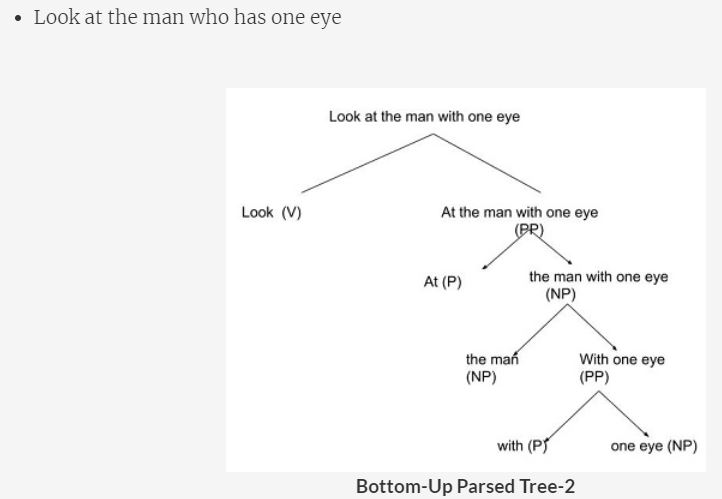 • Look at the man who has one eye
Look at the man with one eye
Look (V)
At the man with one eye
(PP)
At (P)
the man with one eye
(NP)
the man
(NP)
With one eye
(PP)
with (P)
one eye (NP)
Bottom-Up Parsed Tree-2